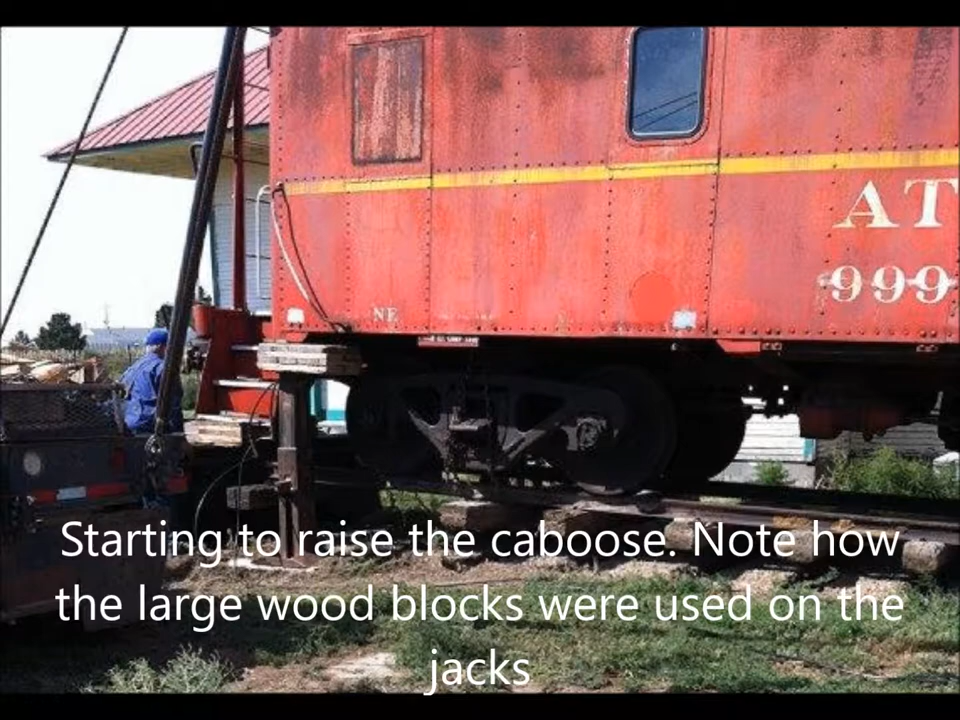 AT
999
NE
Starting to raise the caboose. Note how
the large wood blocks were used on the
jacks